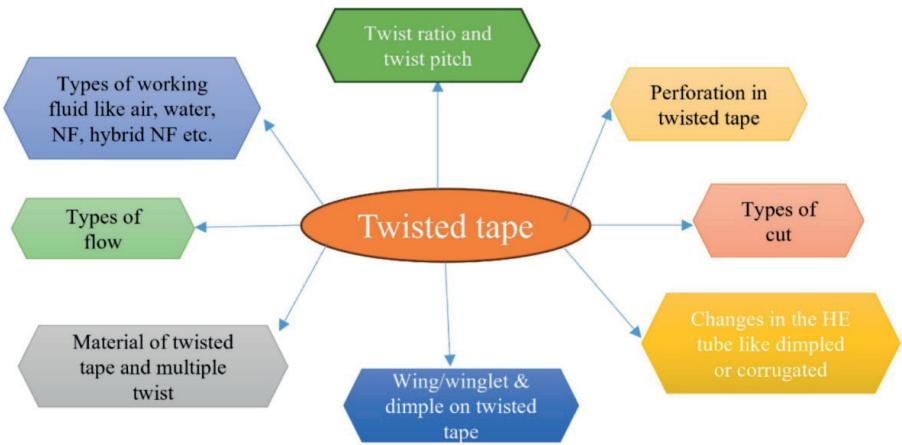 Twist ratio and
twist pitch
Types of working
fluid like air, water,
NF, hybrid NF etc.
Perforation in
twisted tape
Types of
flow
Twisted tape
Types of
cut
Material of twisted
tape and multiple
twist
Wing/winglet &
dimple on twisted
tape
Changes in the HE
tube like dimpled
or corrugated